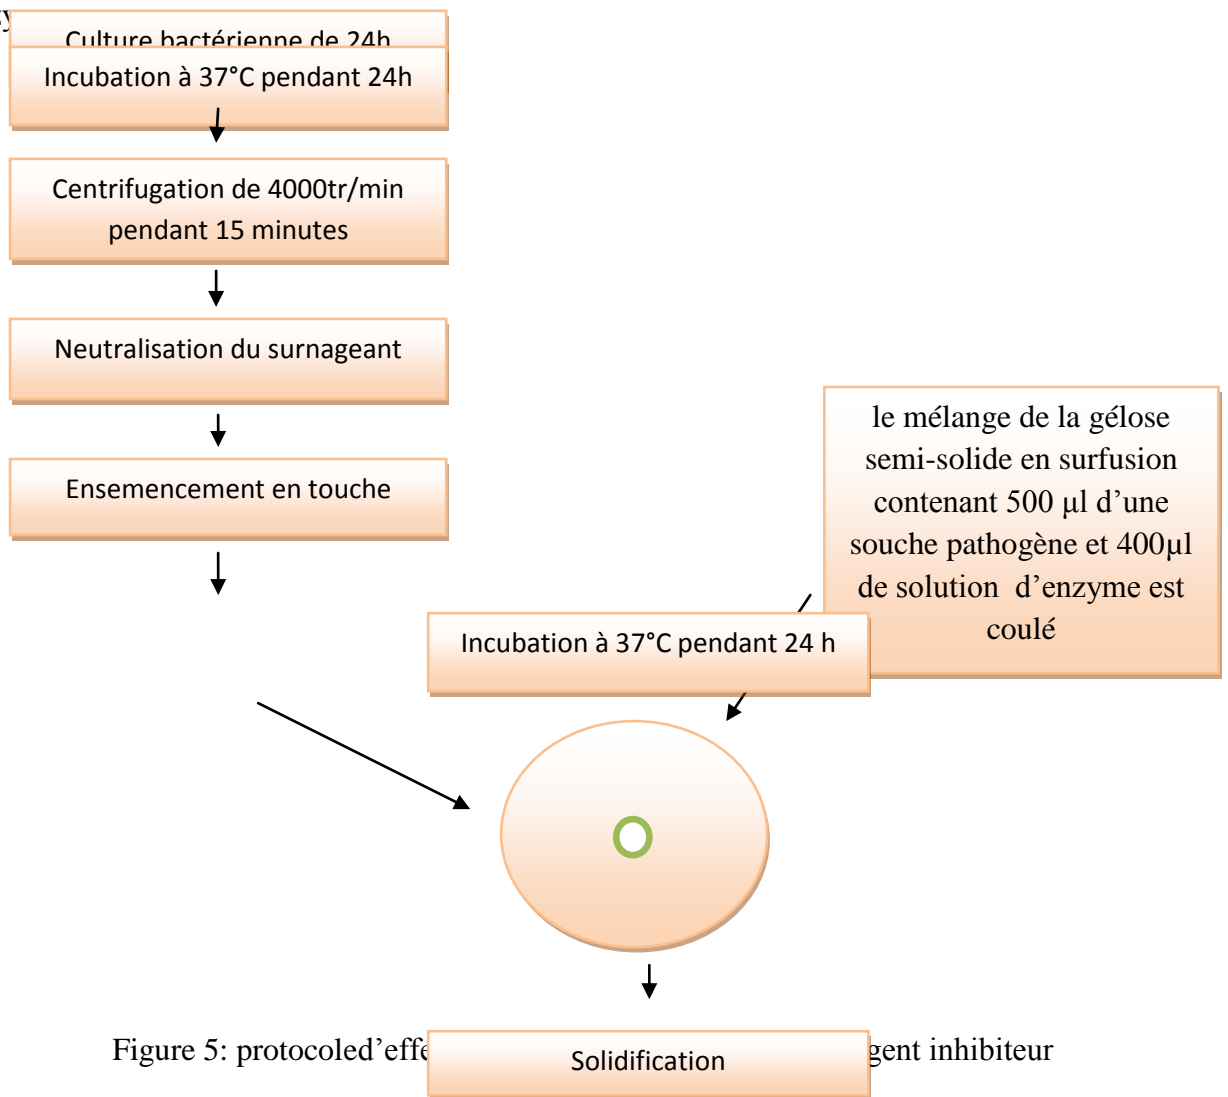 Culture bactérienne de 24h
Incubation à 37°C pendant 24h
Centrifugation de 4000tr/min
pendant 15 minutes
Neutralisation du surnageant
Ensemencement en touche
le mélange de la gélose
semi-solide en surfusion
contenant 500 µl d’une
souche pathogène et 400µl
de solution d’enzyme est
coulé
Incubation à 37°C pendant 24 h
Solidification
Figure 5: protocoled’effe gent inhibiteur